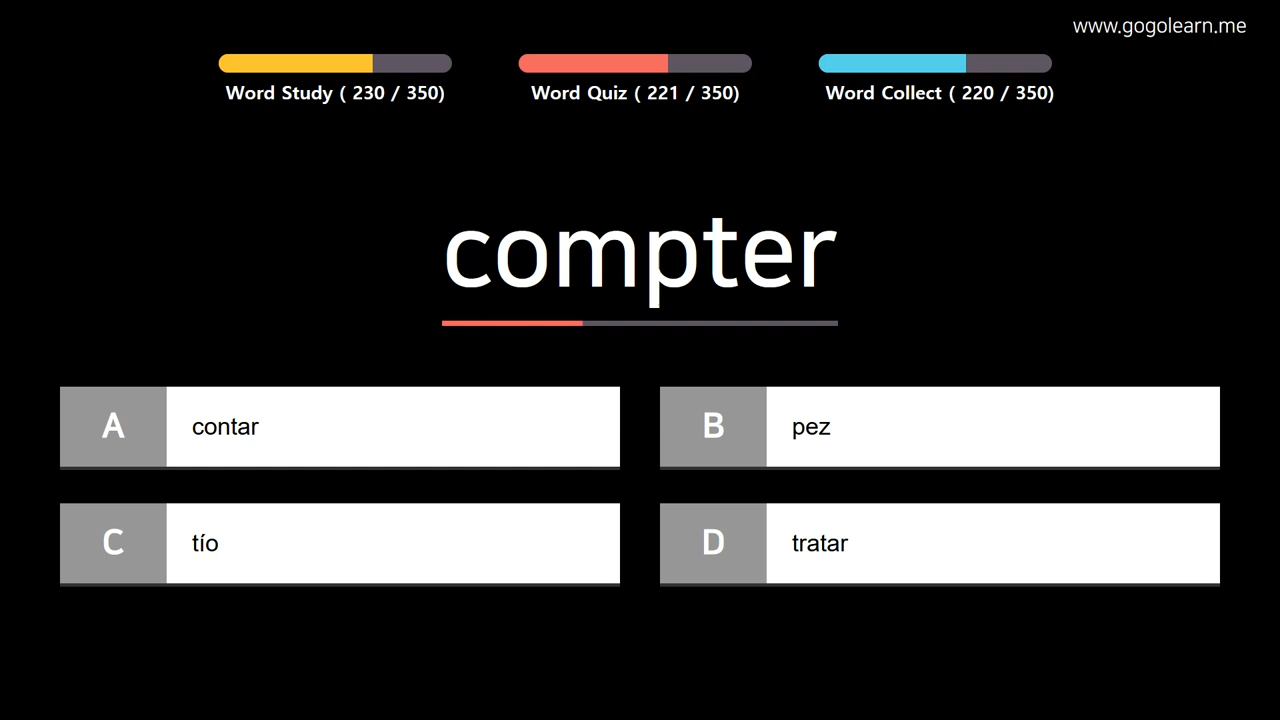 www.gogolearn.me
Word Study ( 230 / 350)
Word Quiz ( 221 / 350)
Word Collect ( 220 / 350)
compter
A contar
B pez
C tío
D tratar